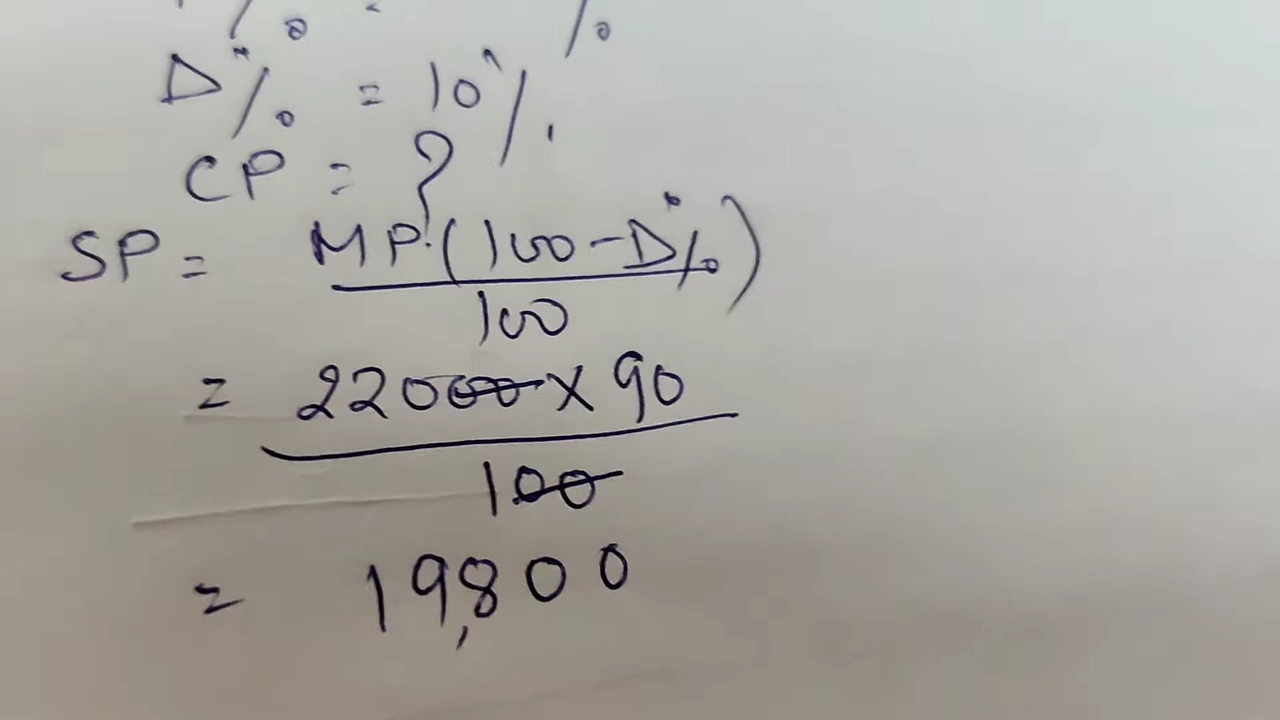 D% = 10%.
CP = ?
SP = MP(100-D%)
100
= 22000 x 90
100
= 19,800